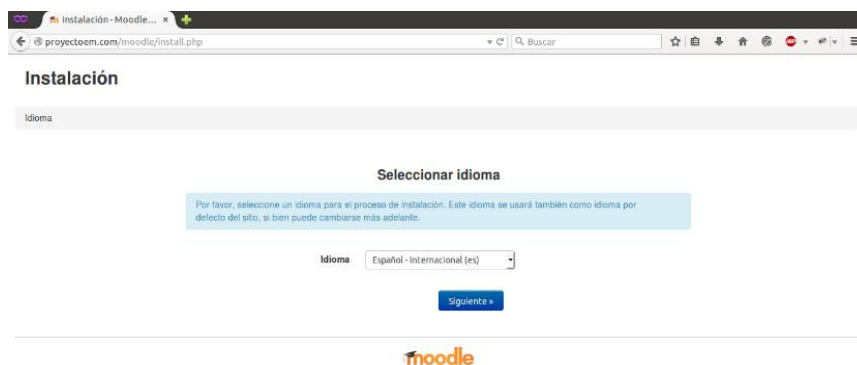 Instalación - Moodle...
proyectoem.com/moodle/install.php
Buscar
Instalación
Idioma
Seleccionar idioma
Por favor, seleccione un idioma para el proceso de instalación. Este idioma se usará también como idioma por
defecto del sitio, si bien puede cambiarse más adelante.
Idioma Español - Internacional (es)
Siguiente »
moodle